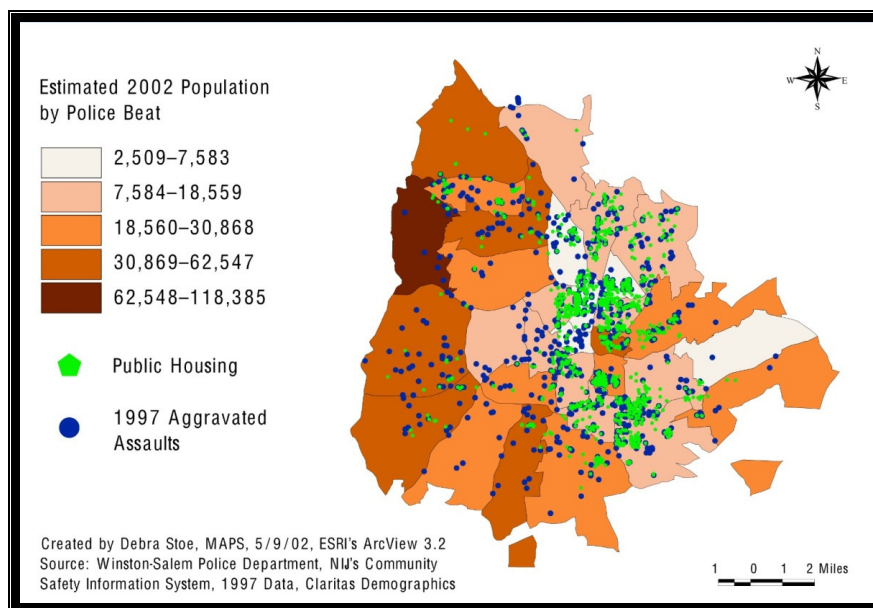 Estimated 2002 Population
by Police Beat
2,509–7,583
7,584–18,559
18,560–30,868
30,869–62,547
62,548–118,385
Public Housing
1997 Aggravated
Assaults
N
W E
S
Created by Debra Stoe, MAPS, 5/9/02, ESRI's ArcView 3.2
Source: Winston-Salem Police Department, NIJ's Community
Safety Information System, 1997 Data, Claritas Demographics
1 0 1 2 Miles